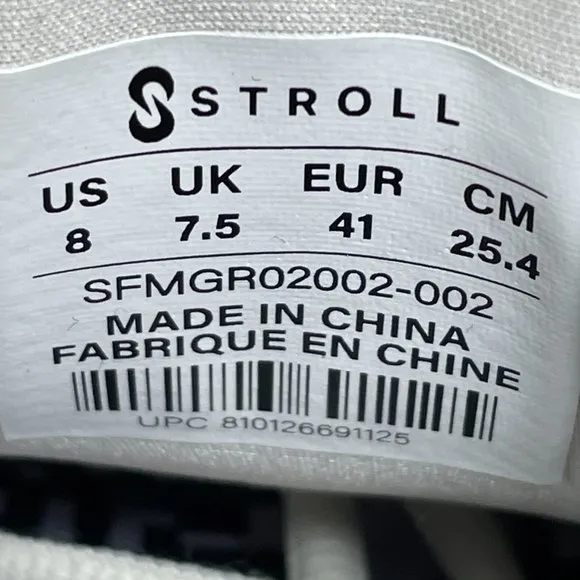 STROLL
US UK EUR CM
8 7.5 41 25.4
SFMGR02002-002
MADE IN CHINA
FABRIQUE EN CHINE
UPC 810126691125